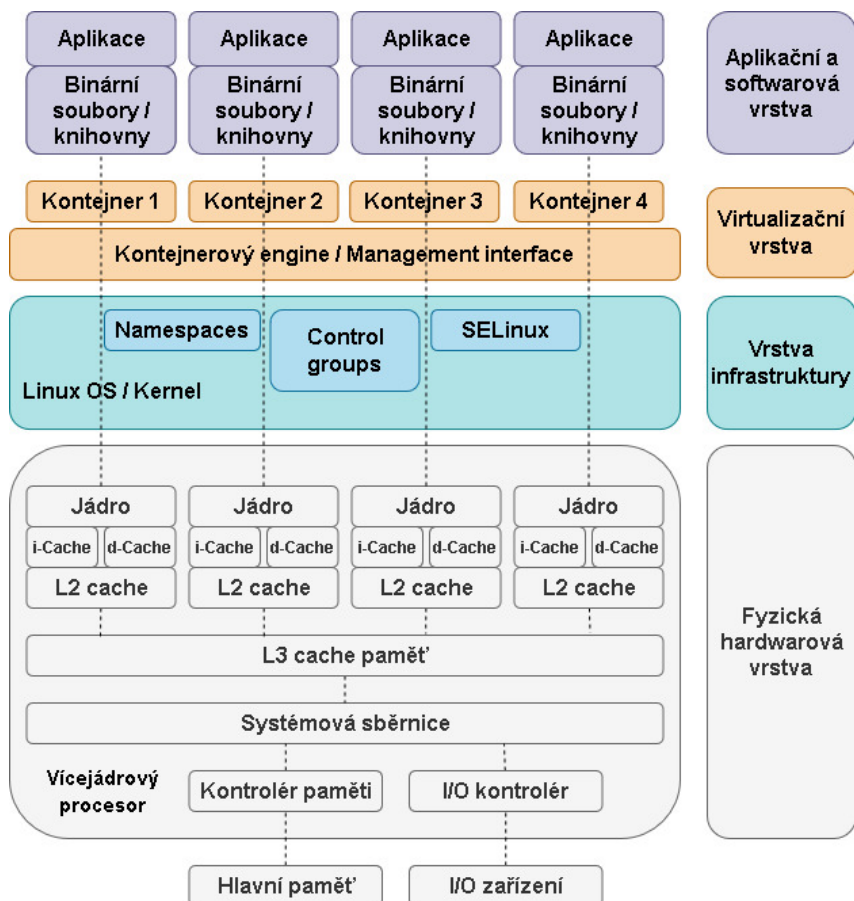 Aplikace
Aplikace
Aplikace
Aplikace
Aplikační a
softwarová
vrstva
Binární
soubory /
knihovny
Binární
soubory /
knihovny
Binární
soubory /
knihovny
Binární
soubory /
knihovny
Kontejner 1
Kontejner 2
Kontejner 3
Kontejner 4
Virtualizační
vrstva
Kontejnerový engine / Management interface
Namespaces
Control
groups
SELinux
Linux OS / Kernel
Vrstva
infrastruktury
Jádro
Jádro
Jádro
Jádro
i-Cache
d-Cache
i-Cache
d-Cache
i-Cache
d-Cache
i-Cache
d-Cache
L2 cache
L2 cache
L2 cache
L2 cache
Fyzická
hardwarová
vrstva
L3 cache paměť
Systémová sběrnice
Vícejádrový
procesor
Kontrolér paměti
I/O kontrolér
Hlavní paměť
I/O zařízení